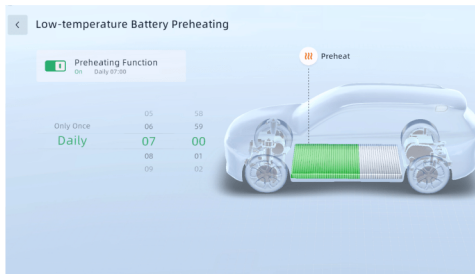 Low-temperature Battery Preheating
Preheating Function
On Daily 07:00
Preheat
05 58
Only Once 06 59
Daily 07 00
08 01
09 02